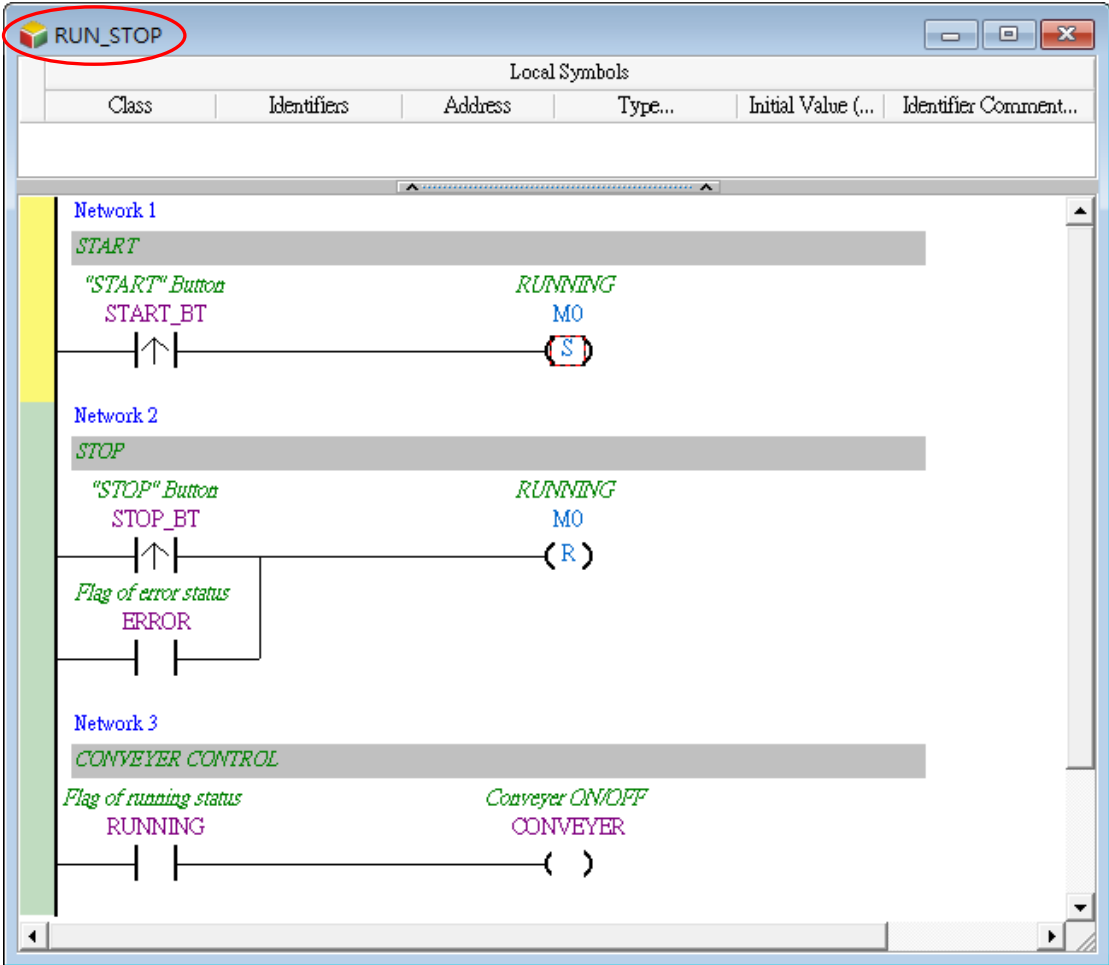 RUN_STOP
Local Symbols
Class Identifiers Address Type... Initial Value (... Identifier Comment...
Network 1
START
"START" Button RUNNING
START_BT M0
S
Network 2
STOP
"STOP" Button RUNNING
STOP_BT M0
R
Flag of error status
ERROR
Network 3
CONVEYER CONTROL
Flag of running status Conveyer ON/OFF
RUNNING CONVEYER